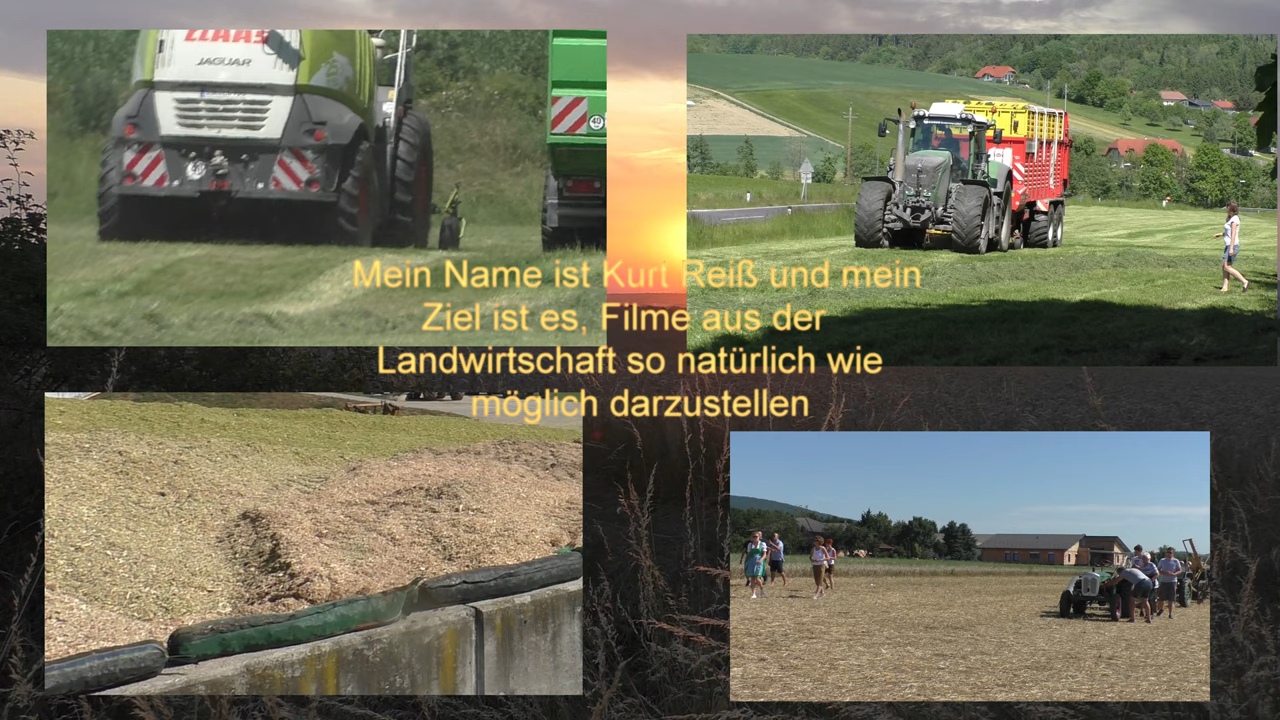 CLAAS
JAGUAR
40
Mein Name ist Kurt Reiß und mein
Ziel ist es, Filme aus der
Landwirtschaft so natürlich wie
möglich darzustellen